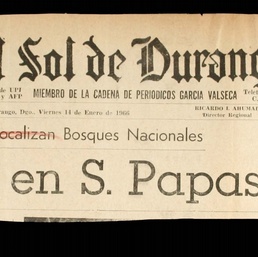 l Sol de Durang
de UPI
y AFP
MIEMBRO DE LA CADENA DE PERIODICOS GARCIA VALSECA
rango, Dgo. Viernes 14 de Enero de 1966
RICARDO I. AHUMA
Director Regional
ocalizan Bosques Nacionales
en S. Papas